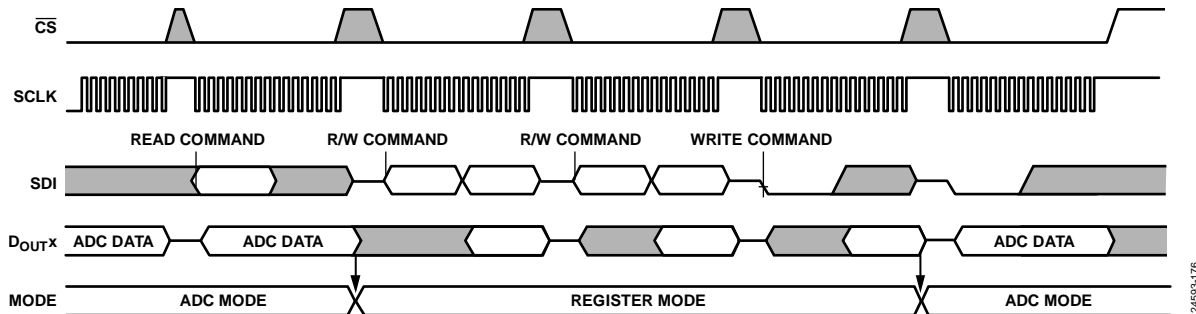 CS
SCLK
READ COMMAND R/W COMMAND R/W COMMAND WRITE COMMAND
SDI
DOUTx ADC DATA ADC DATA ADC DATA
MODE ADC MODE REGISTER MODE ADC MODE
24593-176